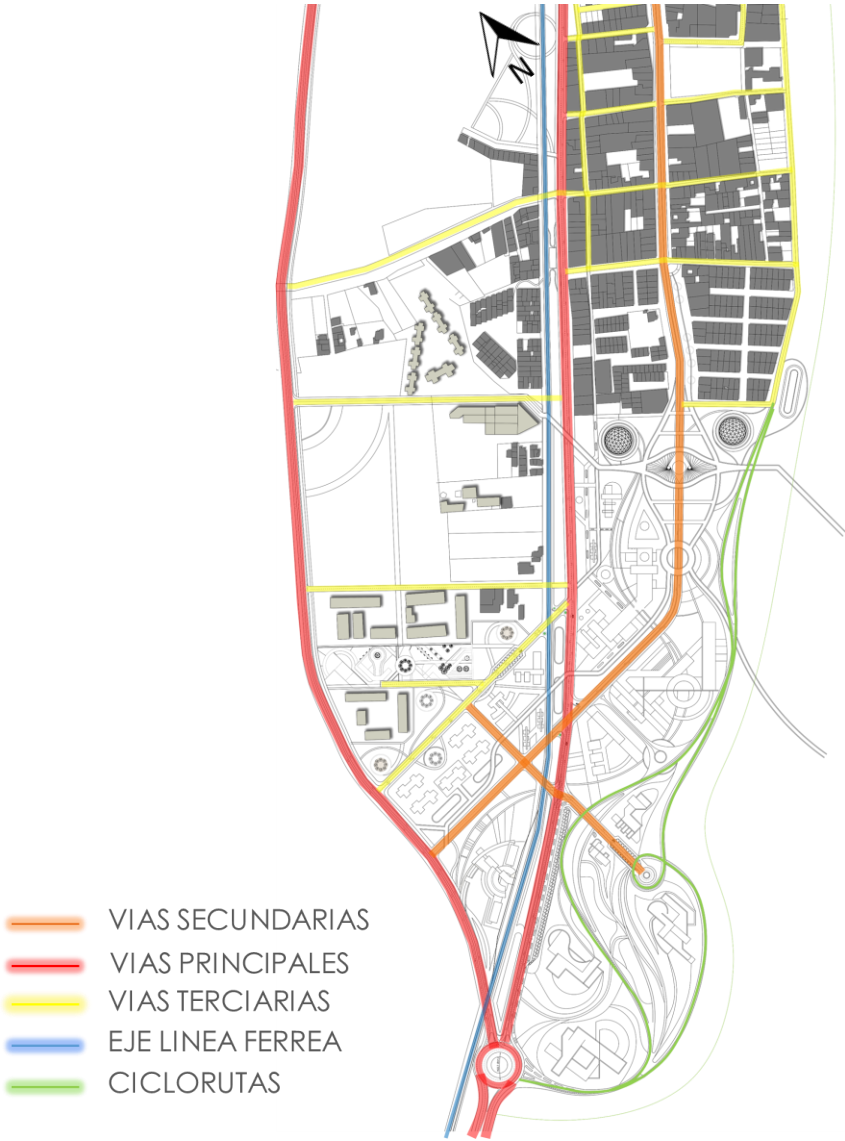 N
VIAS SECUNDARIAS
VIAS PRINCIPALES
VIAS TERCIARIAS
EJE LINEA FERREA
CICLORUTAS